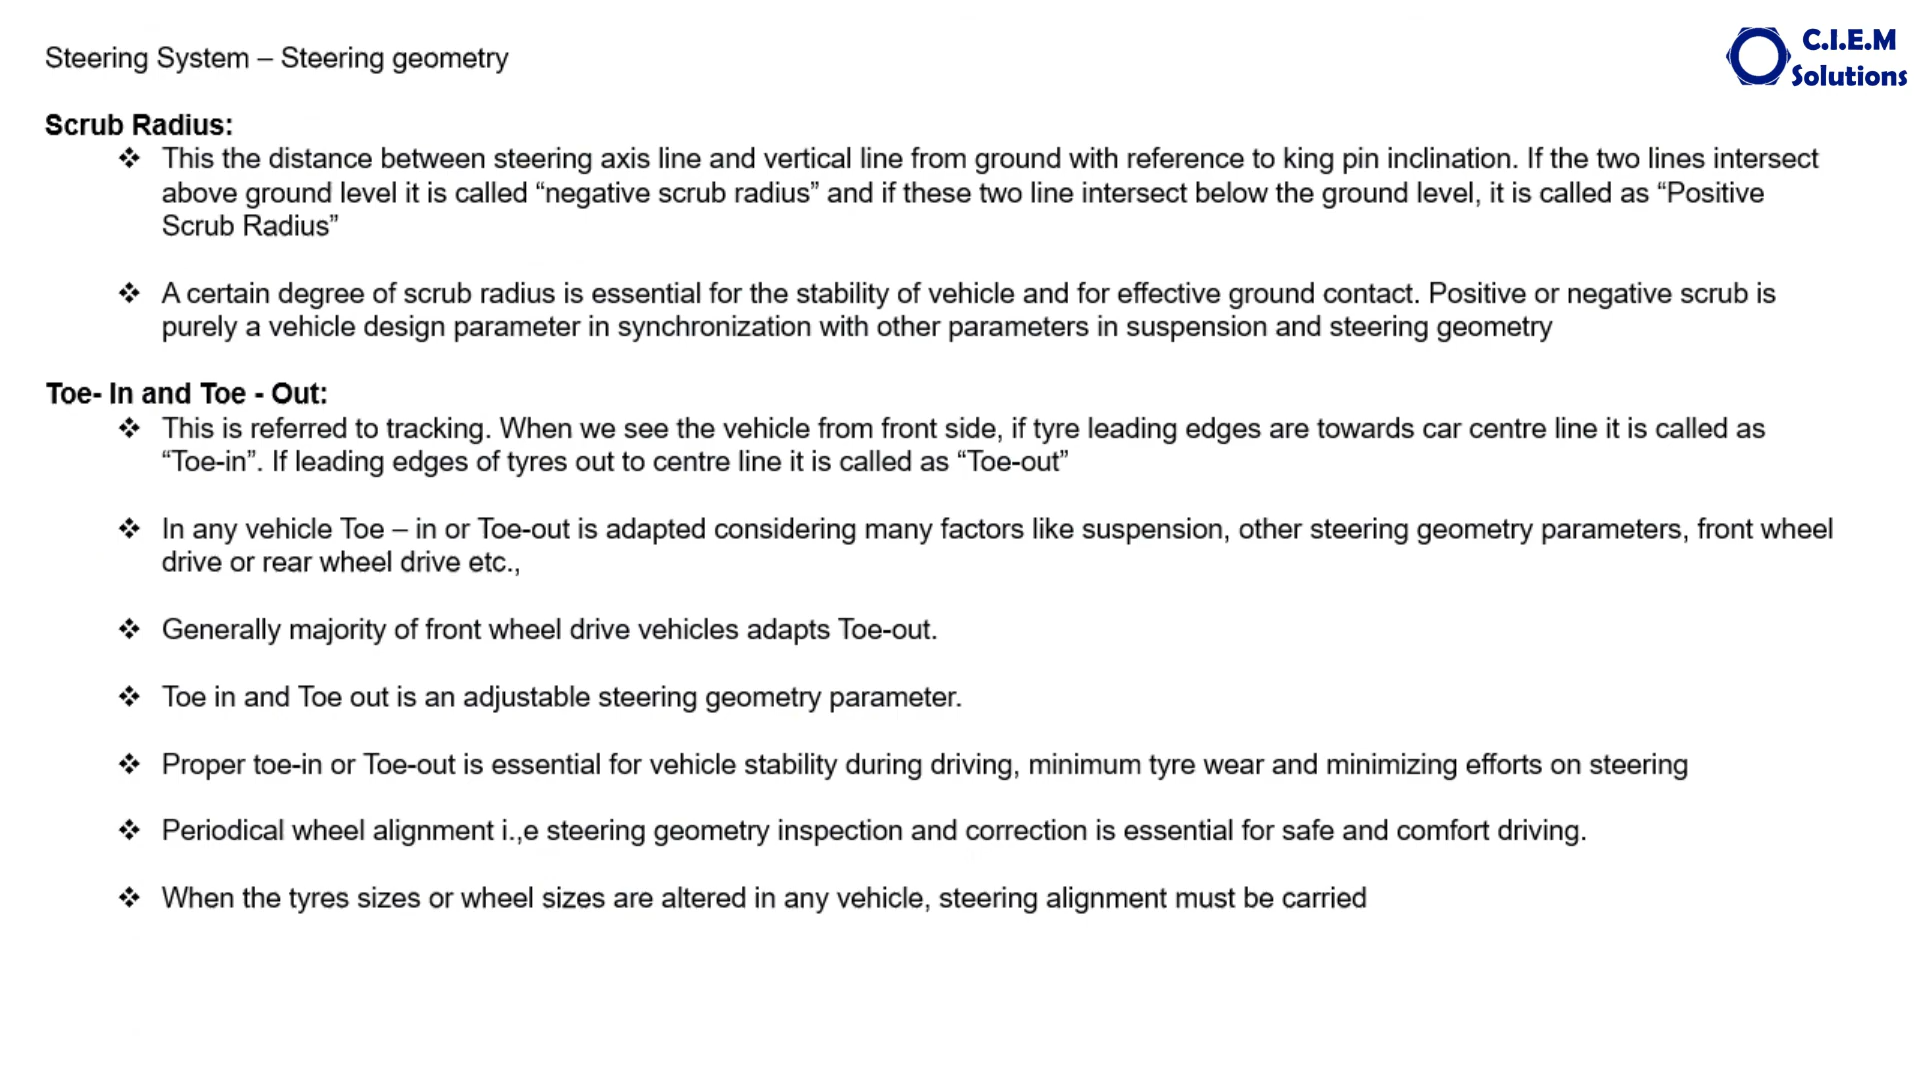 Steering System – Steering geometry
C.I.E.M
Solutions
Scrub Radius:
❖ This the distance between steering axis line and vertical line from ground with reference to king pin inclination. If the two lines intersect
above ground level it is called “negative scrub radius” and if these two line intersect below the ground level, it is called as “Positive
Scrub Radius”
❖ A certain degree of scrub radius is essential for the stability of vehicle and for effective ground contact. Positive or negative scrub is
purely a vehicle design parameter in synchronization with other parameters in suspension and steering geometry
Toe- In and Toe - Out:
❖ This is referred to tracking. When we see the vehicle from front side, if tyre leading edges are towards car centre line it is called as
“Toe-in”. If leading edges of tyres out to centre line it is called as “Toe-out”
❖ In any vehicle Toe – in or Toe-out is adapted considering many factors like suspension, other steering geometry parameters, front wheel
drive or rear wheel drive etc.,
❖ Generally majority of front wheel drive vehicles adapts Toe-out.
❖ Toe in and Toe out is an adjustable steering geometry parameter.
❖ Proper toe-in or Toe-out is essential for vehicle stability during driving, minimum tyre wear and minimizing efforts on steering
❖ Periodical wheel alignment i.,e steering geometry inspection and correction is essential for safe and comfort driving.
❖ When the tyres sizes or wheel sizes are altered in any vehicle, steering alignment must be carried